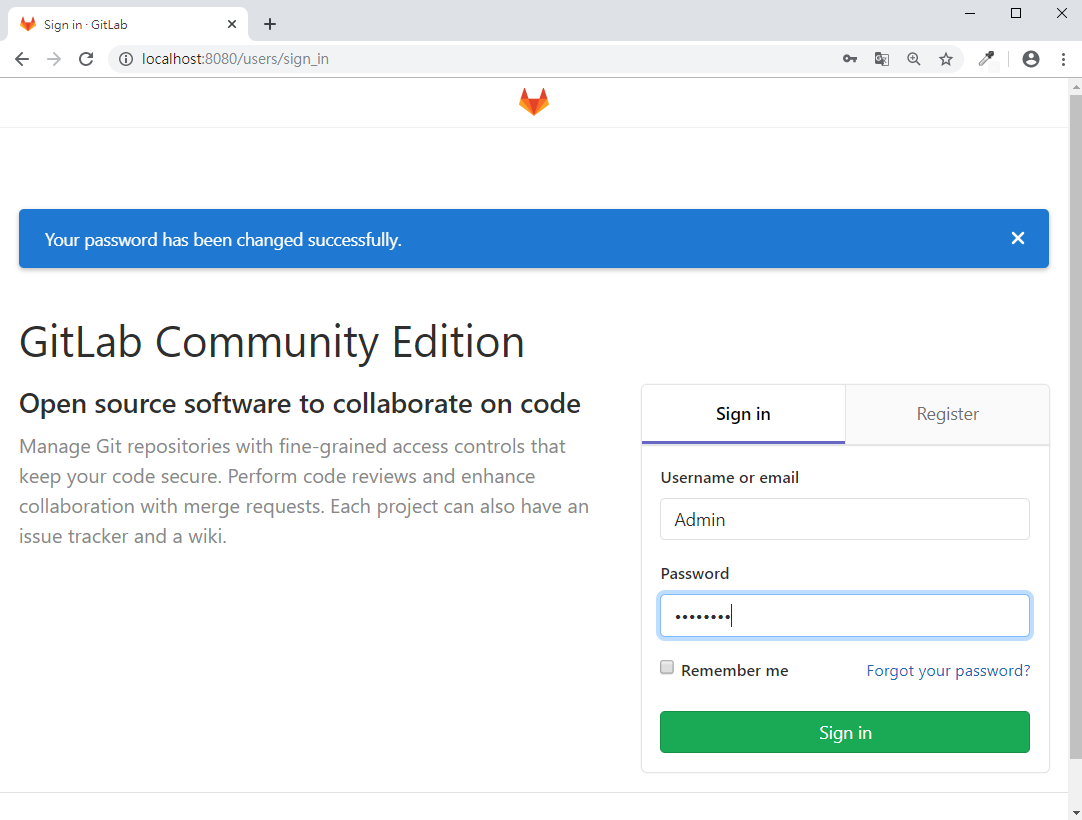 Sign in · GitLab
localhost:8080/users/sign_in
Your password has been changed successfully.
GitLab Community Edition
Open source software to collaborate on code
Manage Git repositories with fine-grained access controls that
keep your code secure. Perform code reviews and enhance
collaboration with merge requests. Each project can also have an
issue tracker and a wiki.
Sign in
Register
Username or email
Admin
Password
••••••••
Remember me
Forgot your password?
Sign in